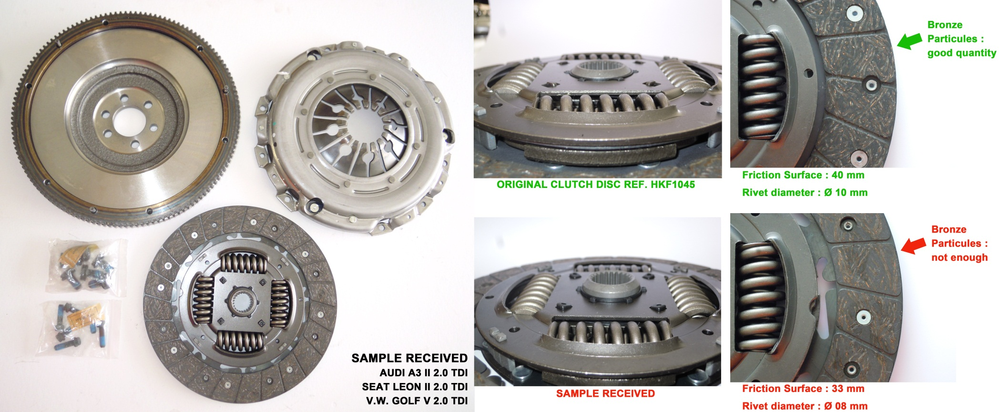 SAMPLE RECEIVED
AUDI A3 II 2.0 TDI
SEAT LEON II 2.0 TDI
V.W. GOLF V 2.0 TDI
ORIGINAL CLUTCH DISC REF. HKF1045
SAMPLE RECEIVED
Bronze
Particules :
good quantity
Friction Surface : 40 mm
Rivet diameter : Ø 10 mm
Bronze
Particules :
not enough
Friction Surface : 33 mm
Rivet diameter : Ø 08 mm